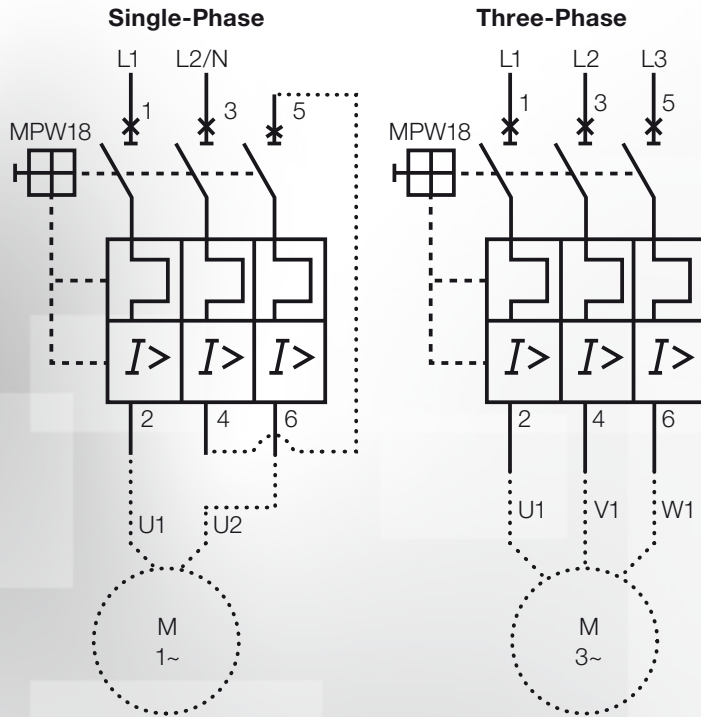 Single-Phase
L1 L2/N
1 3 5
MPW18
I> I> I>
2 4 6
U1 U2
M
1~
Three-Phase
L1 L2 L3
1 3 5
MPW18
I> I> I>
2 4 6
U1 V1 W1
M
3~